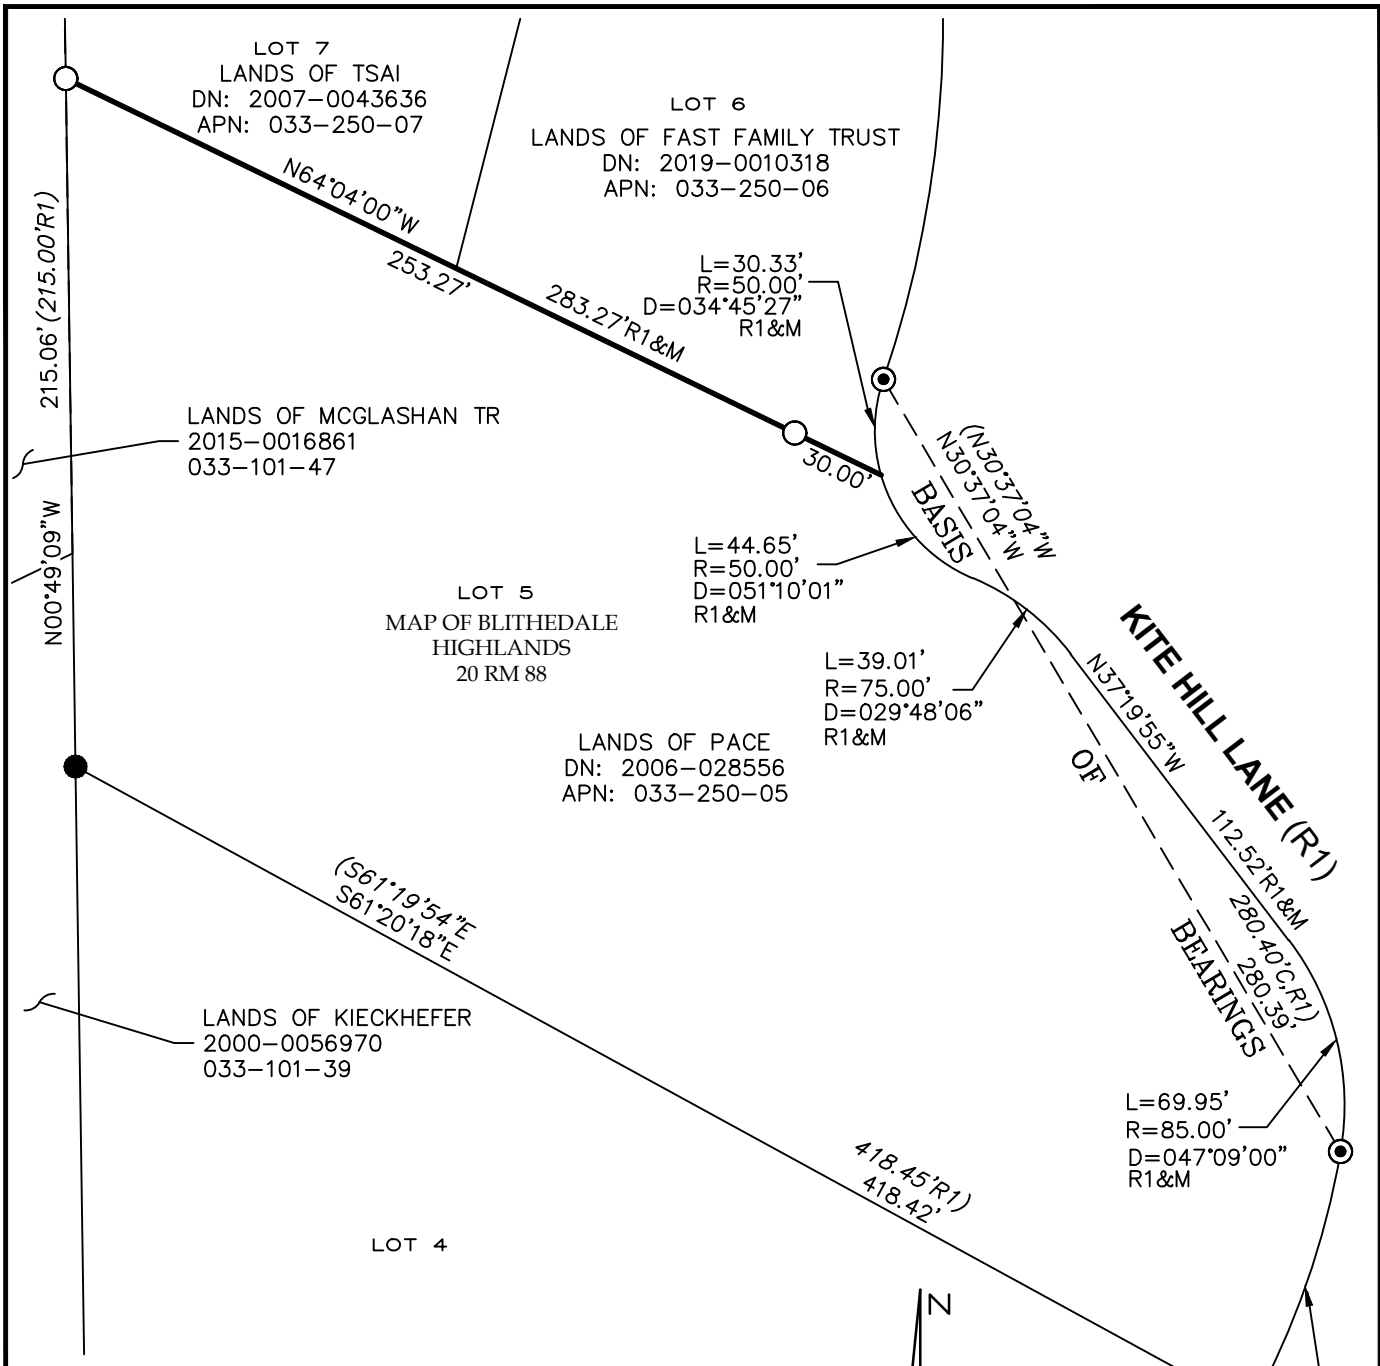 LOT 7
LANDS OF TSAI
DN: 2007-0043636
APN: 033-250-07
LOT 6
LANDS OF FAST FAMILY TRUST
DN: 2019-0010318
APN: 033-250-06
N64°04'00"W
253.27'
283.27'R1&M
30.00'
215.06' (215.00'R1)
N00°49'09"W
L=30.33'
R=50.00'
D=034°45'27"
R1&M
LANDS OF MCGLASHAN TR
2015-0016861
033-101-47
(N30°37'04"W
N30°37'04"W
BASIS
OF
BEARINGS
L=44.65'
R=50.00'
D=051°10'01"
R1&M
LOT 5
MAP OF BLITHEDALE
HIGHLANDS
20 RM 88
L=39.01'
R=75.00'
D=029°48'06"
R1&M
KITE HILL LANE (R1)
N37°19'55"W
112.52'R1&M
280.40'C,R1)
280.39'
LANDS OF PACE
DN: 2006-028556
APN: 033-250-05
(S61°19'54"E
S61°20'18"E
418.45'R1)
418.42'
LANDS OF KIECKHEFER
2000-0056970
033-101-39
L=69.95'
R=85.00'
D=047°09'00"
R1&M
LOT 4
N